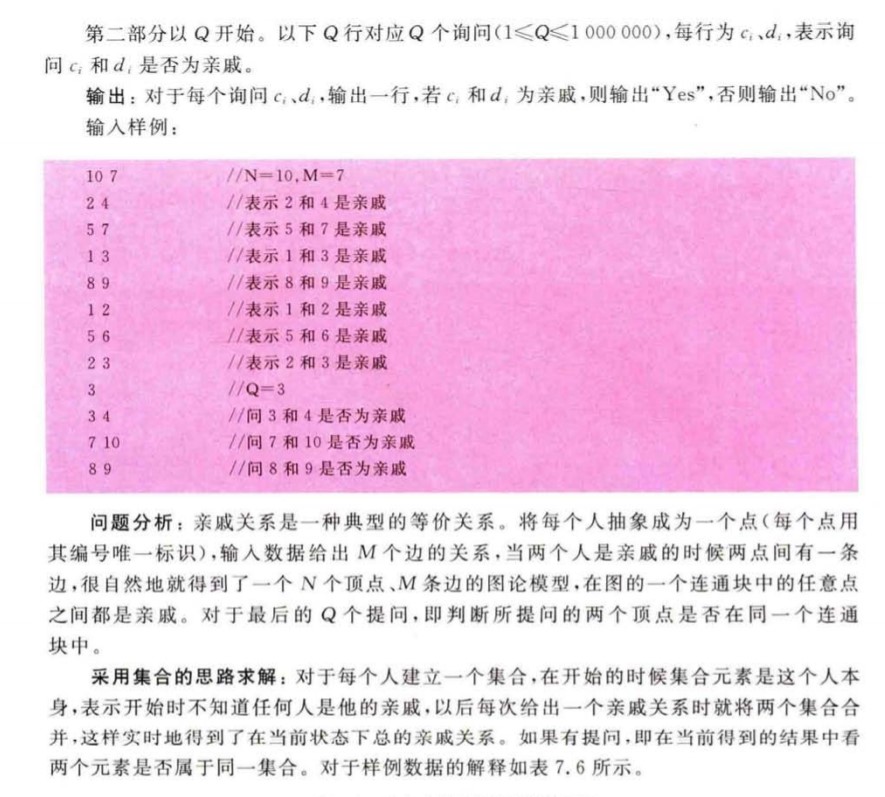 第二部分以 Q 开始。以下 Q 行对应 Q 个询问(1≤Q≤1 000 000),每行为 cᵢ、dᵢ,表示询
问 cᵢ 和 dᵢ 是否为亲戚。
输出:对于每个询问 cᵢ、dᵢ,输出一行,若 cᵢ 和 dᵢ 为亲戚,则输出“Yes”,否则输出“No”。
输入样例:
10 7 //N=10,M=7
2 4 //表示 2 和 4 是亲戚
5 7 //表示 5 和 7 是亲戚
1 3 //表示 1 和 3 是亲戚
8 9 //表示 8 和 9 是亲戚
1 2 //表示 1 和 2 是亲戚
5 6 //表示 5 和 6 是亲戚
2 3 //表示 2 和 3 是亲戚
3 //Q=3
3 4 //问 3 和 4 是否为亲戚
7 10 //问 7 和 10 是否为亲戚
8 9 //问 8 和 9 是否为亲戚
问题分析:亲戚关系是一种典型的等价关系。将每个人抽象成为一个点(每个点用
其编号唯一标识),输入数据给出 M 个边的关系,当两个人是亲戚的时候两点间有一条
边,很自然地就得到了一个 N 个顶点、M 条边的图论模型,在图的一个连通块中的任意点
之间都是亲戚。对于最后的 Q 个提问,即判断所提问的两个顶点是否在同一个连通
块中。
采用集合的思路求解:对于每个人建立一个集合,在开始的时候集合元素是这个人本
身,表示开始时不知道任何人是他的亲戚,以后每次给出一个亲戚关系时就将两个集合合
并,这样实时地得到了在当前状态下总的亲戚关系。如果有提问,即在当前得到的结果中看
两个元素是否属于同一集合。对于样例数据的解释如表 7.6 所示。